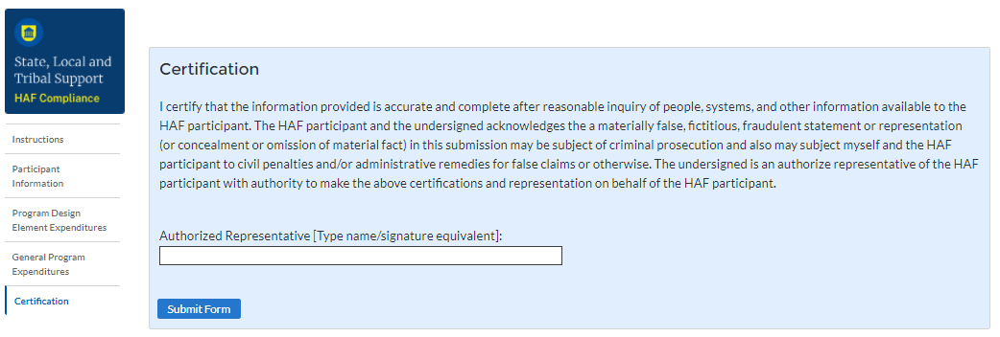 State, Local and
Tribal Support
HAF Compliance
Instructions
Participant
Information
Program Design
Element Expenditures
General Program
Expenditures
Certification
Certification
I certify that the information provided is accurate and complete after reasonable inquiry of people, systems, and other information available to the
HAF participant. The HAF participant and the undersigned acknowledges the a materially false, fictitious, fraudulent statement or representation
(or concealment or omission of material fact) in this submission may be subject of criminal prosecution and also may subject myself and the HAF
participant to civil penalties and/or administrative remedies for false claims or otherwise. The undersigned is an authorize representative of the HAF
participant with authority to make the above certifications and representation on behalf of the HAF participant.
Authorized Representative [Type name/signature equivalent]:
Submit Form